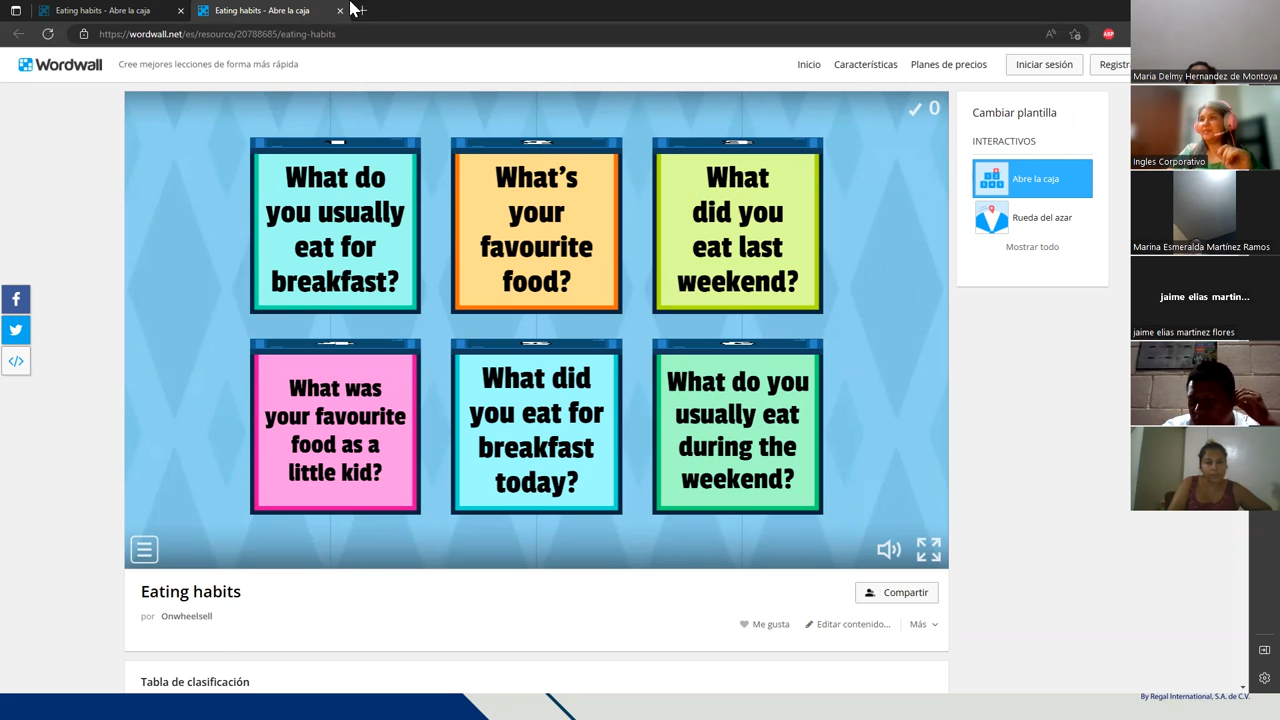 Eating habits - Abre la caja
Eating habits - Abre la caja
https://wordwall.net/es/resource/20788685/eating-habits
ABP
Wordwall
Cree mejores lecciones de forma más rápida
Inicio
Características
Planes de precios
Iniciar sesión
Registra
0
What do
you usually
eat for
breakfast?
What's
your
favourite
food?
What
did you
eat last
weekend?
What was
your favourite
food as a
little kid?
What did
you eat for
breakfast
today?
What do you
usually eat
during the
weekend?
Cambiar plantilla
INTERACTIVOS
Abre la caja
Rueda del azar
Mostrar todo
Eating habits
por Onwheelsell
Compartir
Me gusta
Editar contenido...
Más
Tabla de clasificación
Maria Delmy Hernandez de Montoya
Ingles Corporativo
Marina Esmeralda Martínez Ramos
jaime elias martin...
jaime elias martinez flores
By Regal International, S.A. de C.V.